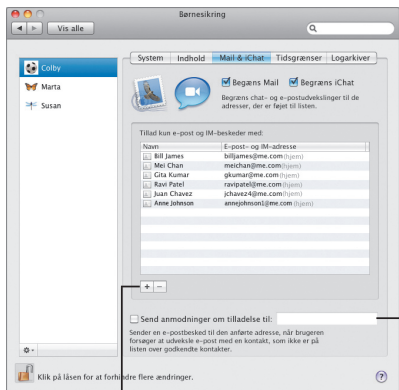 Børnesikring
Vis alle
System Indhold Mail & iChat Tidsgrænser Logarkiver
Colby
Marta
Susan
Begræns Mail Begræns iChat
Begræns chat- og e-postudvekslinger til de
adresser, der er føjet til listen.
Tillad kun e-post og IM-beskeder med:
Navn E-post- og IM-adresse
Bill James billjames@me.com (hjem)
Mei Chan meichan@me.com (hjem)
Gita Kumar gkumar@me.com (hjem)
Ravi Patel ravipatel@me.com (hjem)
Juan Chavez jchavez4@me.com (hjem)
Anne Johnson annejohnson1@me.com (hjem)
+ −
Send anmodninger om tilladelse til:
Sender en e-postbesked til den anførte adresse, når brugeren
forsøger at udveksle e-post med en kontakt, som ikke er på
listen over godkendte kontakter.
Klik på låsen for at forhindre flere ændringer.
?